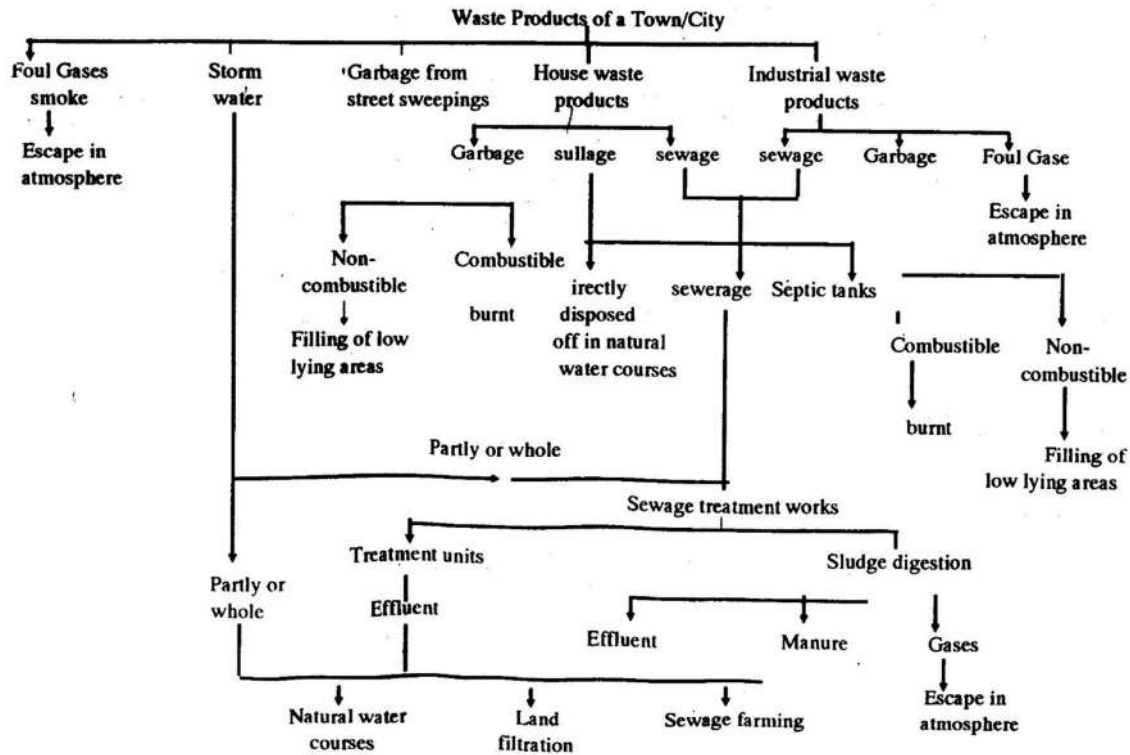 Waste Products of a Town/City
Foul Gases
smoke
Storm
water
Garbage from
street sweepings
House waste
products
Industrial waste
products
Escape in
atmosphere
Garbage
sullage
sewage
sewage
Garbage
Foul Gase
Escape in
atmosphere
Non-
combustible
Combustible
irectly
disposed
off in natural
water courses
sewerage
Septic tanks
burnt
Filling of low
lying areas
Combustible
Non-
combustible
burnt
Filling of
low lying areas
Partly or whole
Sewage treatment works
Treatment units
Sludge digestion
Partly or
whole
Effluent
Effluent
Manure
Gases
Natural water
courses
Land
filtration
Sewage farming
Escape in
atmosphere